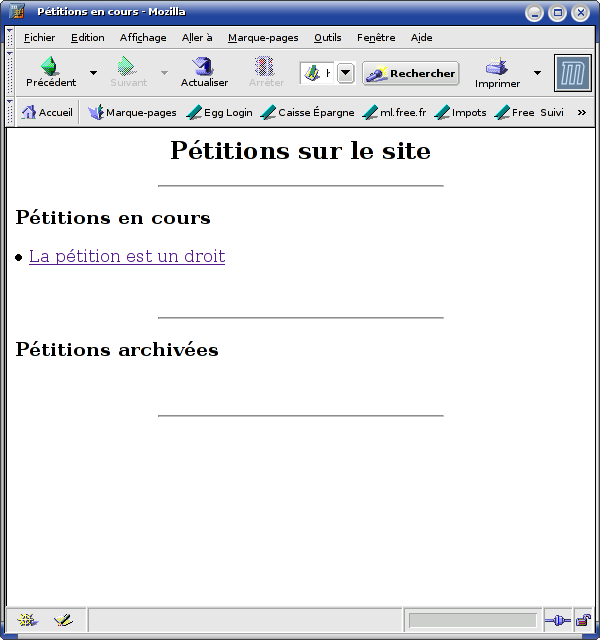 Pétitions en cours - Mozilla
Fichier Edition Affichage Aller à Marque-pages Outils Fenêtre Aide
Précédent Suivant Actualiser Arrêter Rechercher Imprimer
Accueil Marque-pages Egg Login Caisse Épargne ml.free.fr Impots Free Suivi »
Pétitions sur le site
Pétitions en cours
• La pétition est un droit
Pétitions archivées